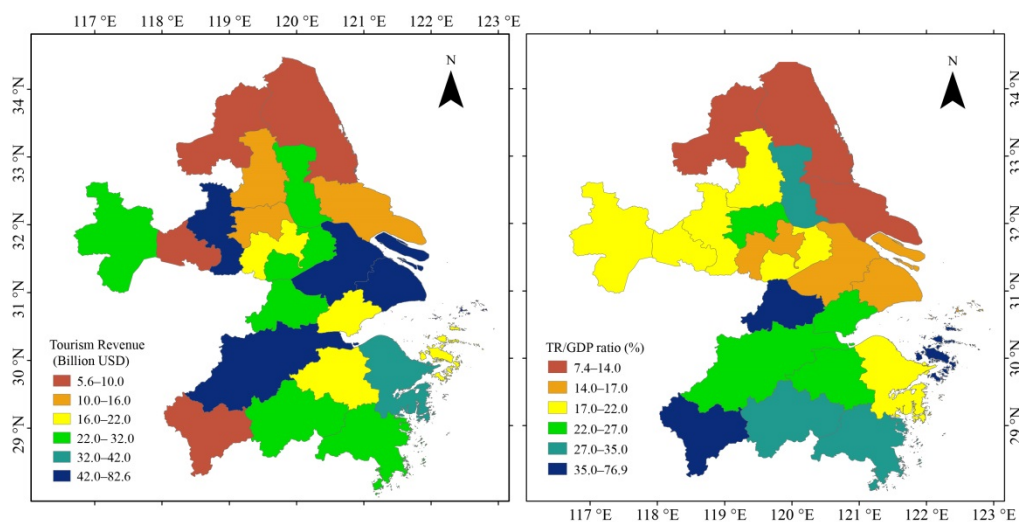 117 °E 118 °E 119 °E 120 °E 121 °E 122 °E 123 °E
N
34 °N
33 °N
32 °N
31 °N
30 °N
29 °N
Tourism Revenue
(Billion USD)
5.6–10.0
10.0–16.0
16.0–22.0
22.0– 32.0
32.0–42.0
42.0–82.6
N
34 °N
33 °N
32 °N
31 °N
30 °N
29 °N
TR/GDP ratio (%)
7.4–14.0
14.0–17.0
17.0–22.0
22.0–27.0
27.0–35.0
35.0–76.9
117 °E 118 °E 119 °E 120 °E 121 °E 122 °E 123 °E